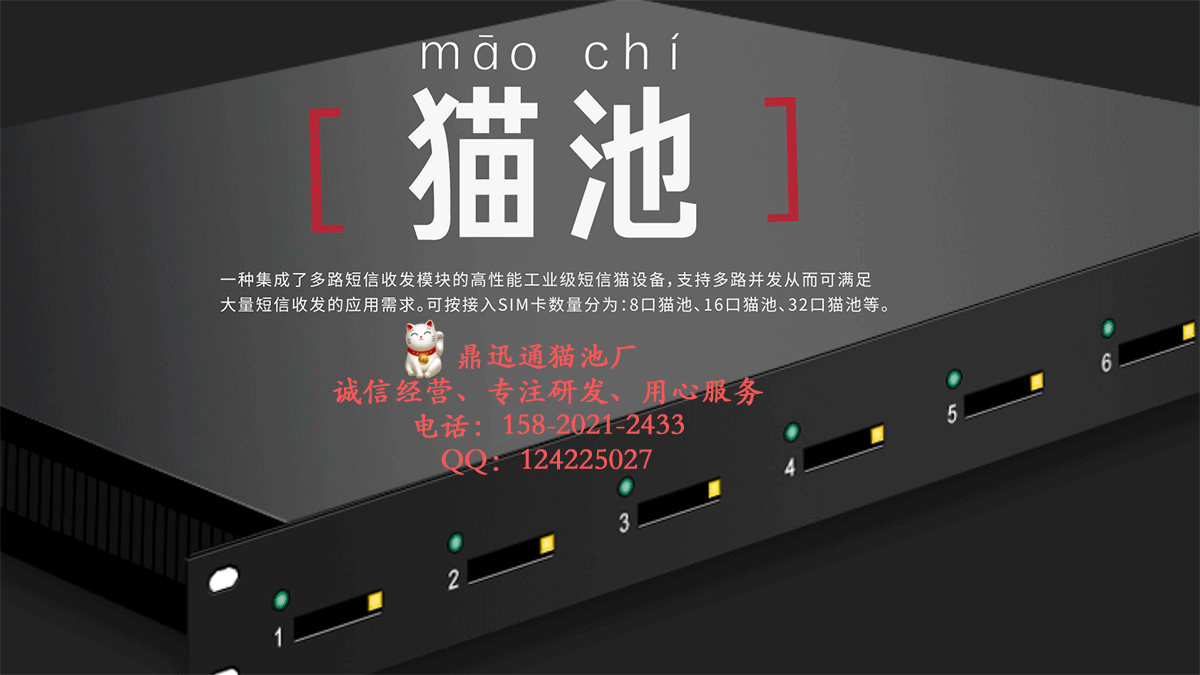 māo chí
[猫池]
一种集成了多路短信收发模块的高性能工业级短信猫设备,支持多路并发从而可满足
大量短信收发的应用需求。可按接入SIM卡数量分为:8口猫池、16口猫池、32口猫池等。
鼎迅通猫池厂
诚信经营、专注研发、用心服务
电话：158-2021-2433
QQ：124225027
1
2
3
4
5
6